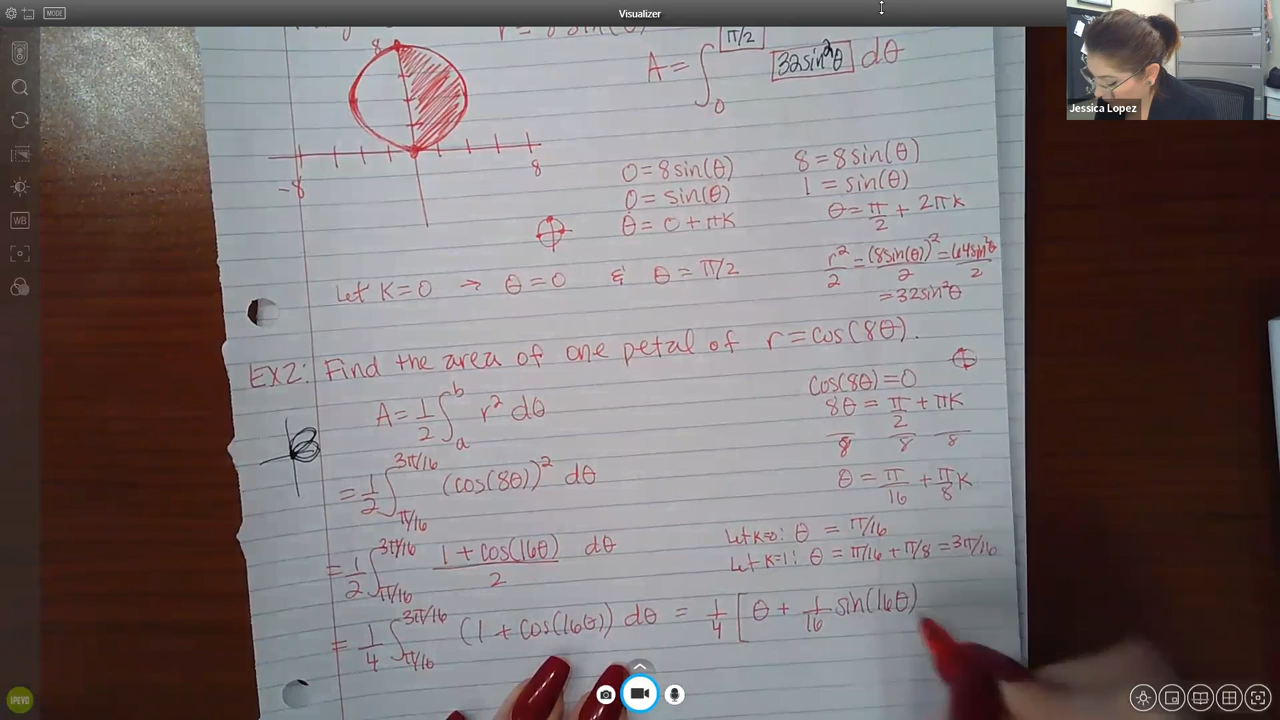 MODE
Visualizer
Jessica Lopez
8
A = ∫₀^{π/2} 32sin²θ dθ
-8
8
0 = 8sin(θ)
0 = sin(θ)
θ = 0 + πK
8 = 8sin(θ)
1 = sin(θ)
θ = π/2 + 2πK
Let K=0 → θ=0 & θ = π/2
r²/2 = (8sin(θ))²/2 = 64sin²θ/2
= 32sin²θ
EX2: Find the area of one petal of r = cos(8θ).
A = 1/2 ∫ₐᵇ r² dθ
= 1/2 ∫_{π/16}^{3π/16} (cos(8θ))² dθ
= 1/2 ∫_{π/16}^{3π/16} (1 + cos(16θ))/2 dθ
= 1/4 ∫_{π/16}^{3π/16} (1 + cos(16θ)) dθ = 1/4 [θ + 1/16 sin(16θ)
cos(8θ) = 0
8θ = π/2 + πK
8 8 8
θ = π/16 + π/8 K
Let K=0: θ = π/16
Let K=1: θ = π/16 + π/8 = 3π/16
WB
IPEVO